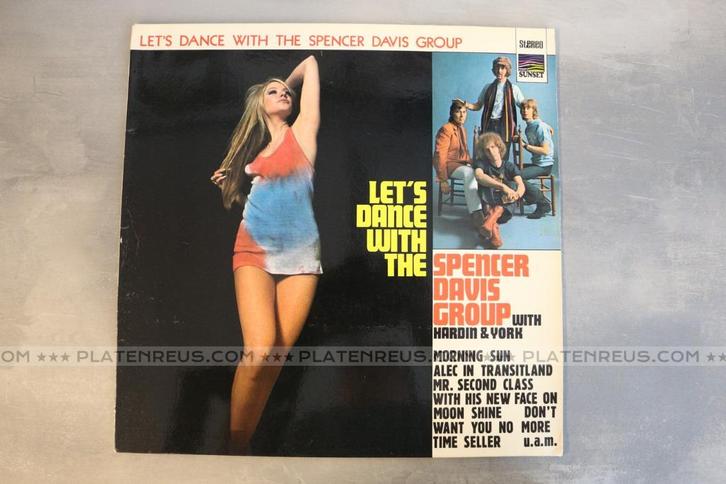 LET'S DANCE WITH THE SPENCER DAVIS GROUP
Stereo
SUNSET
LET'S
DANCE
WITH
THE
SPENCER
DAVIS
GROUP WITH
HARDIN & YORK
MORNING SUN
ALEC IN TRANSITLAND
MR. SECOND CLASS
WITH HIS NEW FACE ON
MOON SHINE DON'T
WANT YOU NO MORE
TIME SELLER u.a.m.
OM ★★★ PLATENREUS.COM ★★★ PLATENREUS.COM ★★★ PLATENREUS.COM ★★